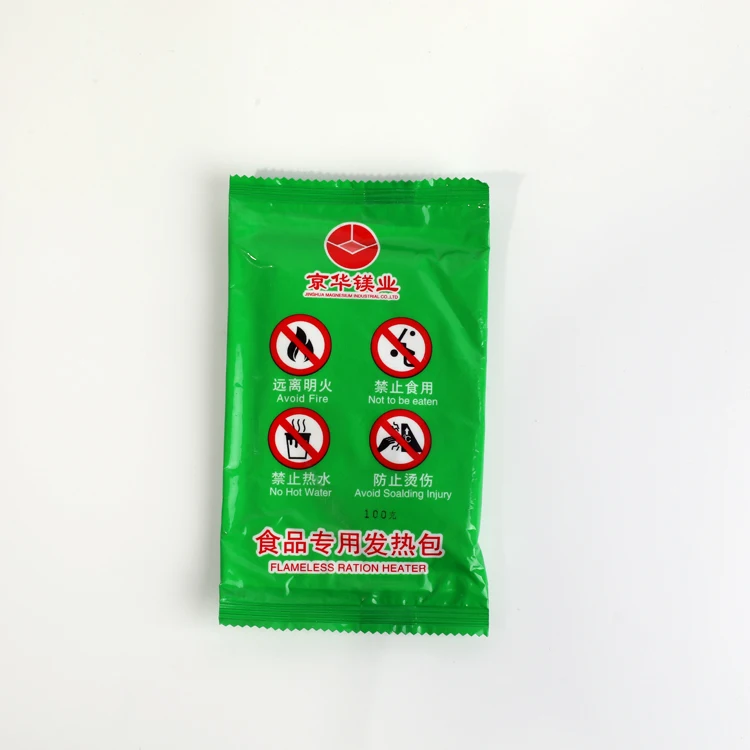 京华镁业
JINGHUA MAGNESIUM INDUSTRIAL CO.,LTD
远离明火
Avoid Fire
禁止食用
Not to be eaten
禁止热水
No Hot Water
防止烫伤
Avoid Soalding Injury
100克
食品专用发热包
FLAMELESS RATION HEATER